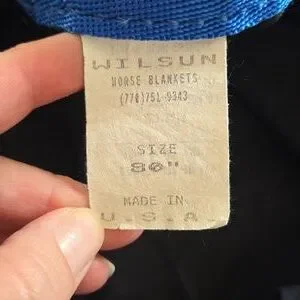 WILSUN
HORSE BLANKETS
(770)751-9343
SIZE
80"
MADE IN
U.S.A.